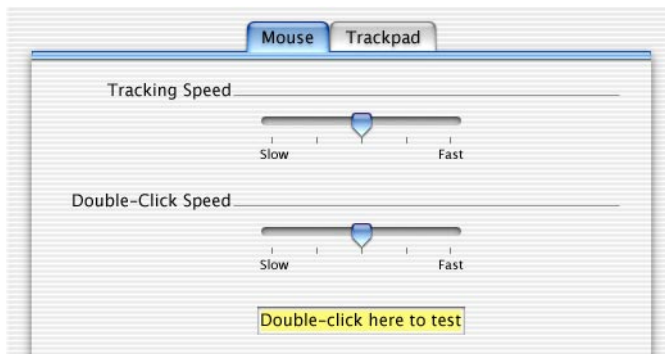 Mouse Trackpad
Tracking Speed
Slow Fast
Double-Click Speed
Slow Fast
Double-click here to test